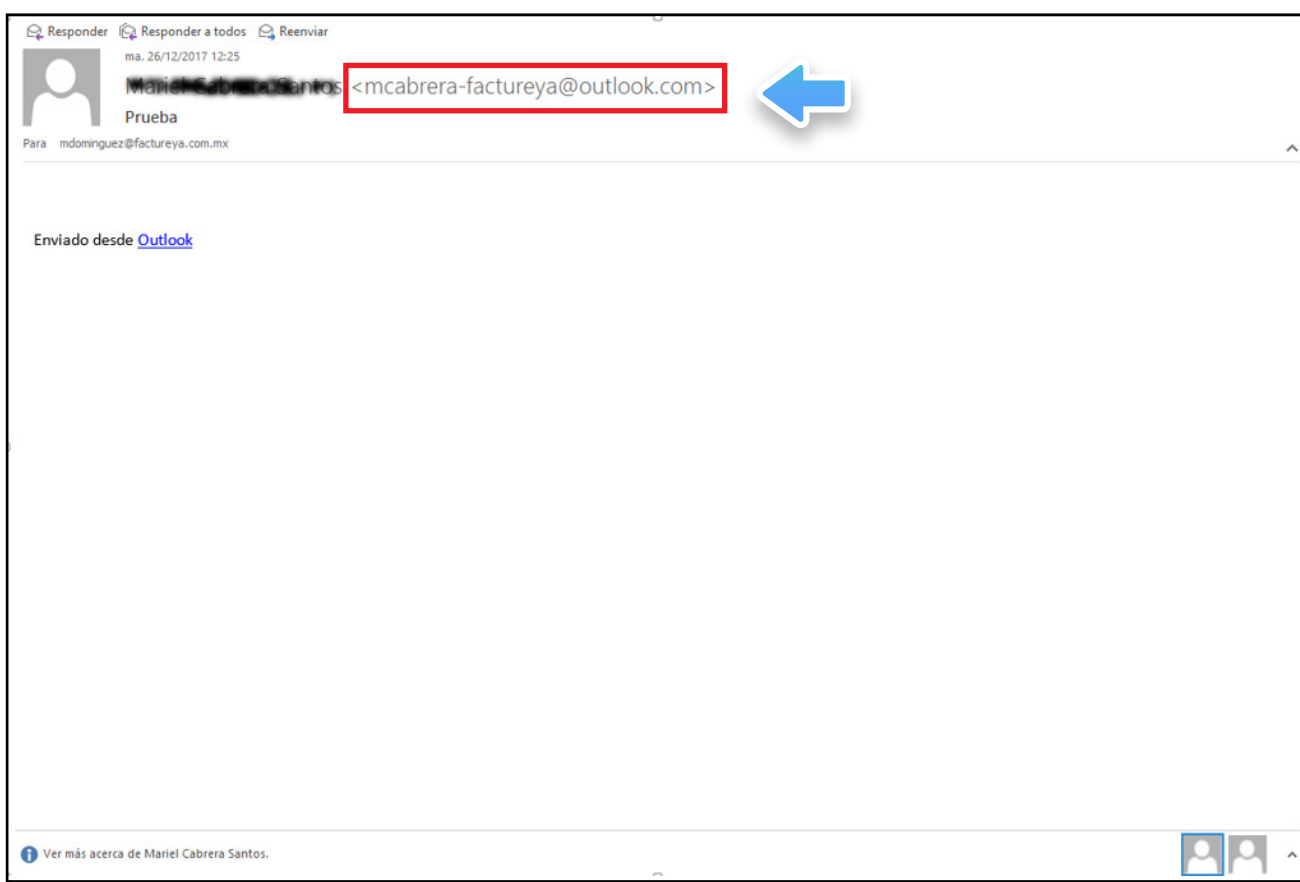 Responder Responder a todos Reenviar
ma. 26/12/2017 12:25
<mcabrera-factureya@outlook.com>
Prueba
Para mdominguez@factureya.com.mx
Enviado desde Outlook
Ver más acerca de Mariel Cabrera Santos.